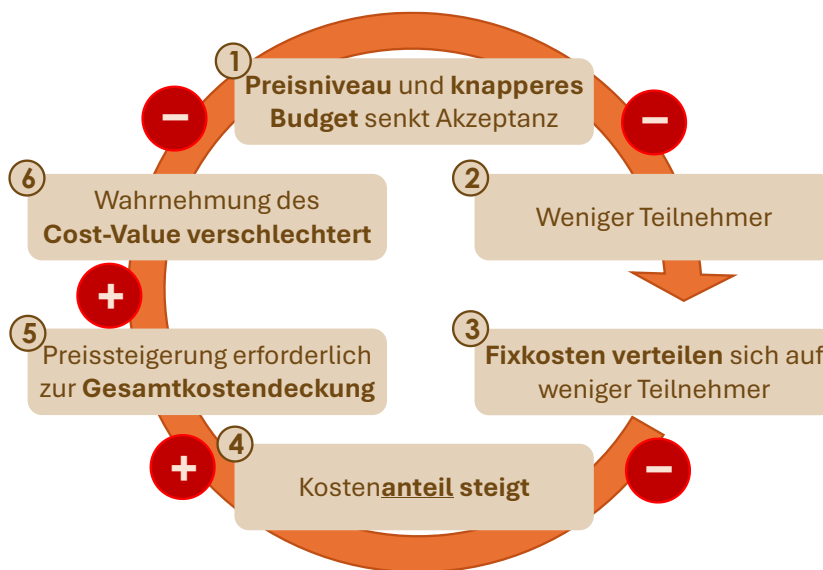 1
Preisniveau und knapperes
Budget senkt Akzeptanz
−
2
Weniger Teilnehmer
3
Fixkosten verteilen sich auf
weniger Teilnehmer
−
4
Kostenanteil steigt
+
5
Preissteigerung erforderlich
zur Gesamtkostendeckung
+
6
Wahrnehmung des
Cost-Value verschlechtert
−